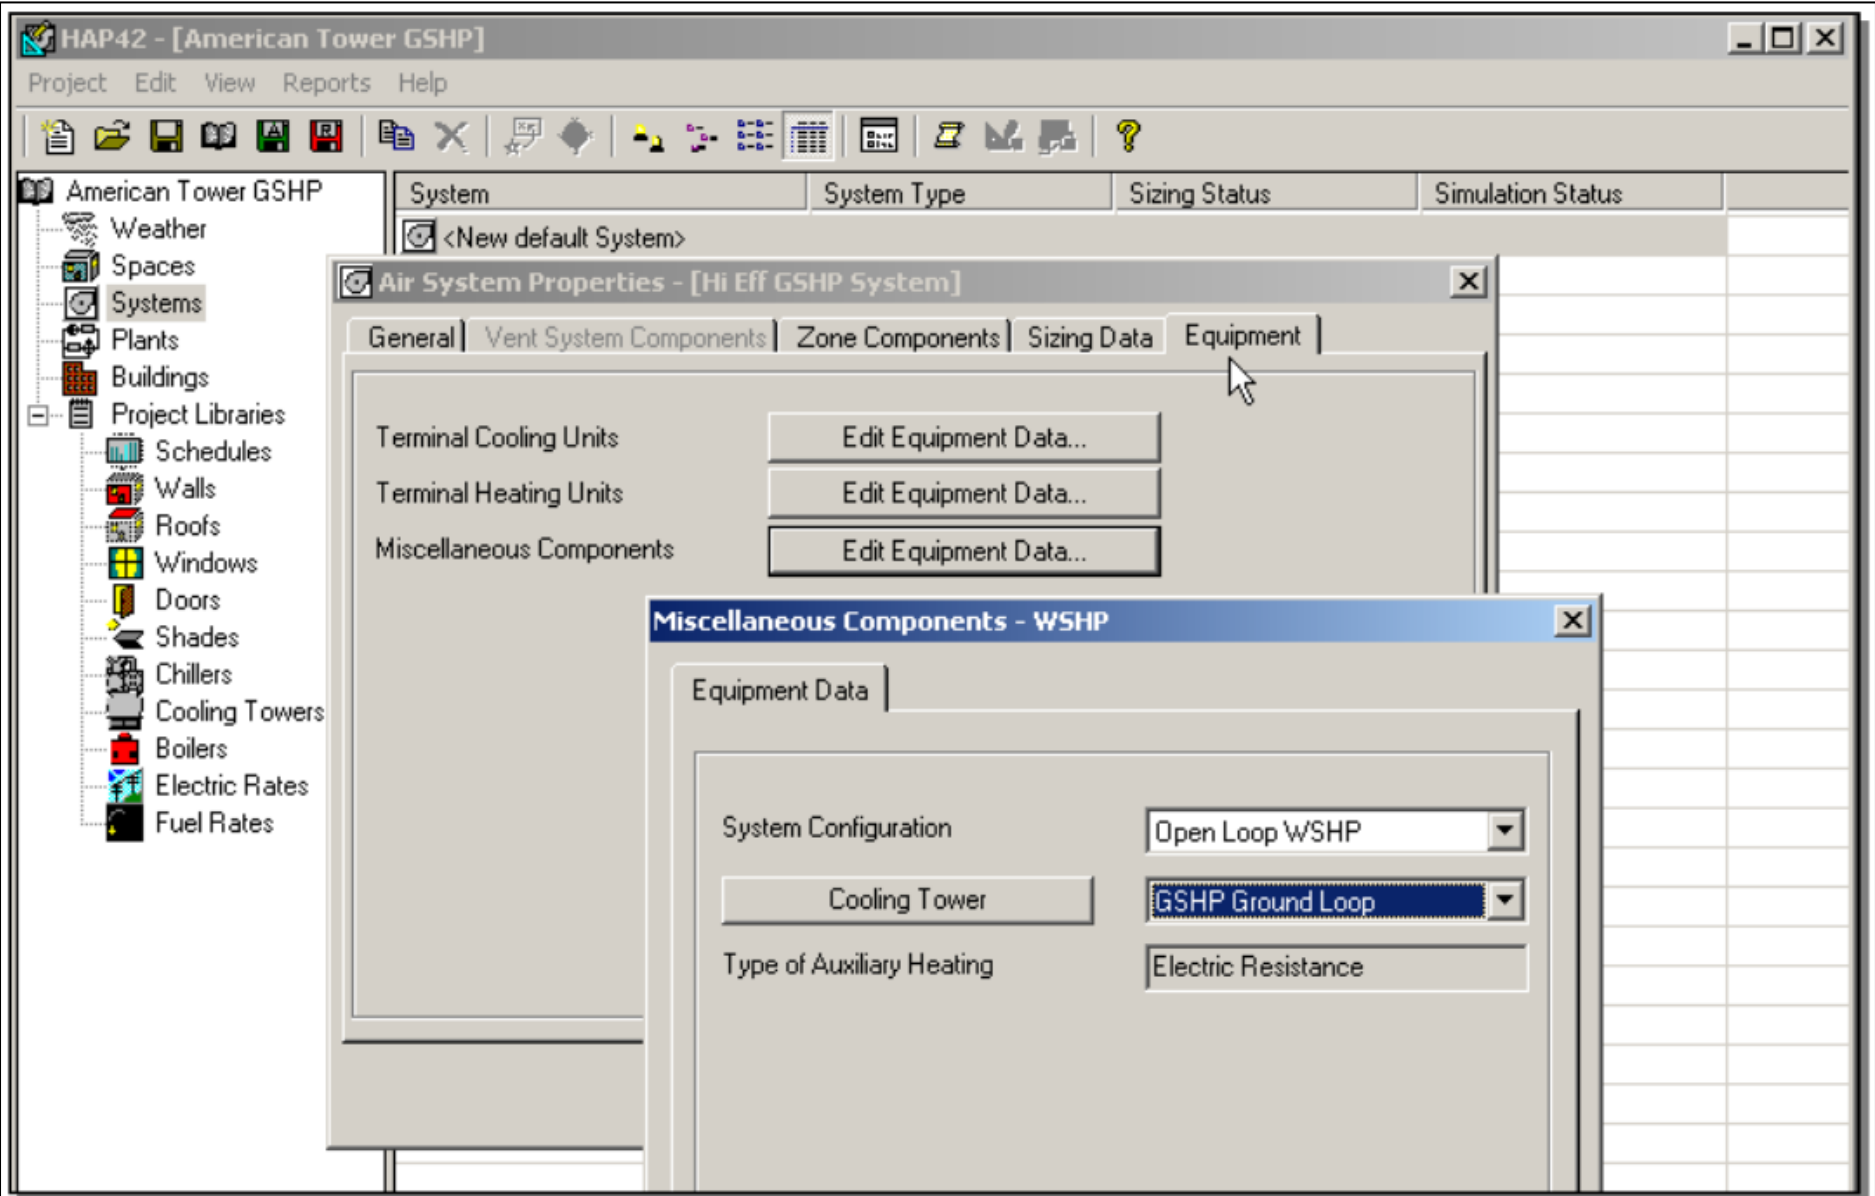 HAP42 - [American Tower GSHP]
Project Edit View Reports Help
American Tower GSHP
Weather
Spaces
Systems
Plants
Buildings
Project Libraries
Schedules
Walls
Roofs
Windows
Doors
Shades
Chillers
Cooling Towers
Boilers
Electric Rates
Fuel Rates
System System Type Sizing Status Simulation Status
<New default System>
Air System Properties - [Hi Eff GSHP System]
General Vent System Components Zone Components Sizing Data Equipment
Terminal Cooling Units Edit Equipment Data...
Terminal Heating Units Edit Equipment Data...
Miscellaneous Components Edit Equipment Data...
Miscellaneous Components - WSHP
Equipment Data
System Configuration Open Loop WSHP
Cooling Tower GSHP Ground Loop
Type of Auxiliary Heating Electric Resistance